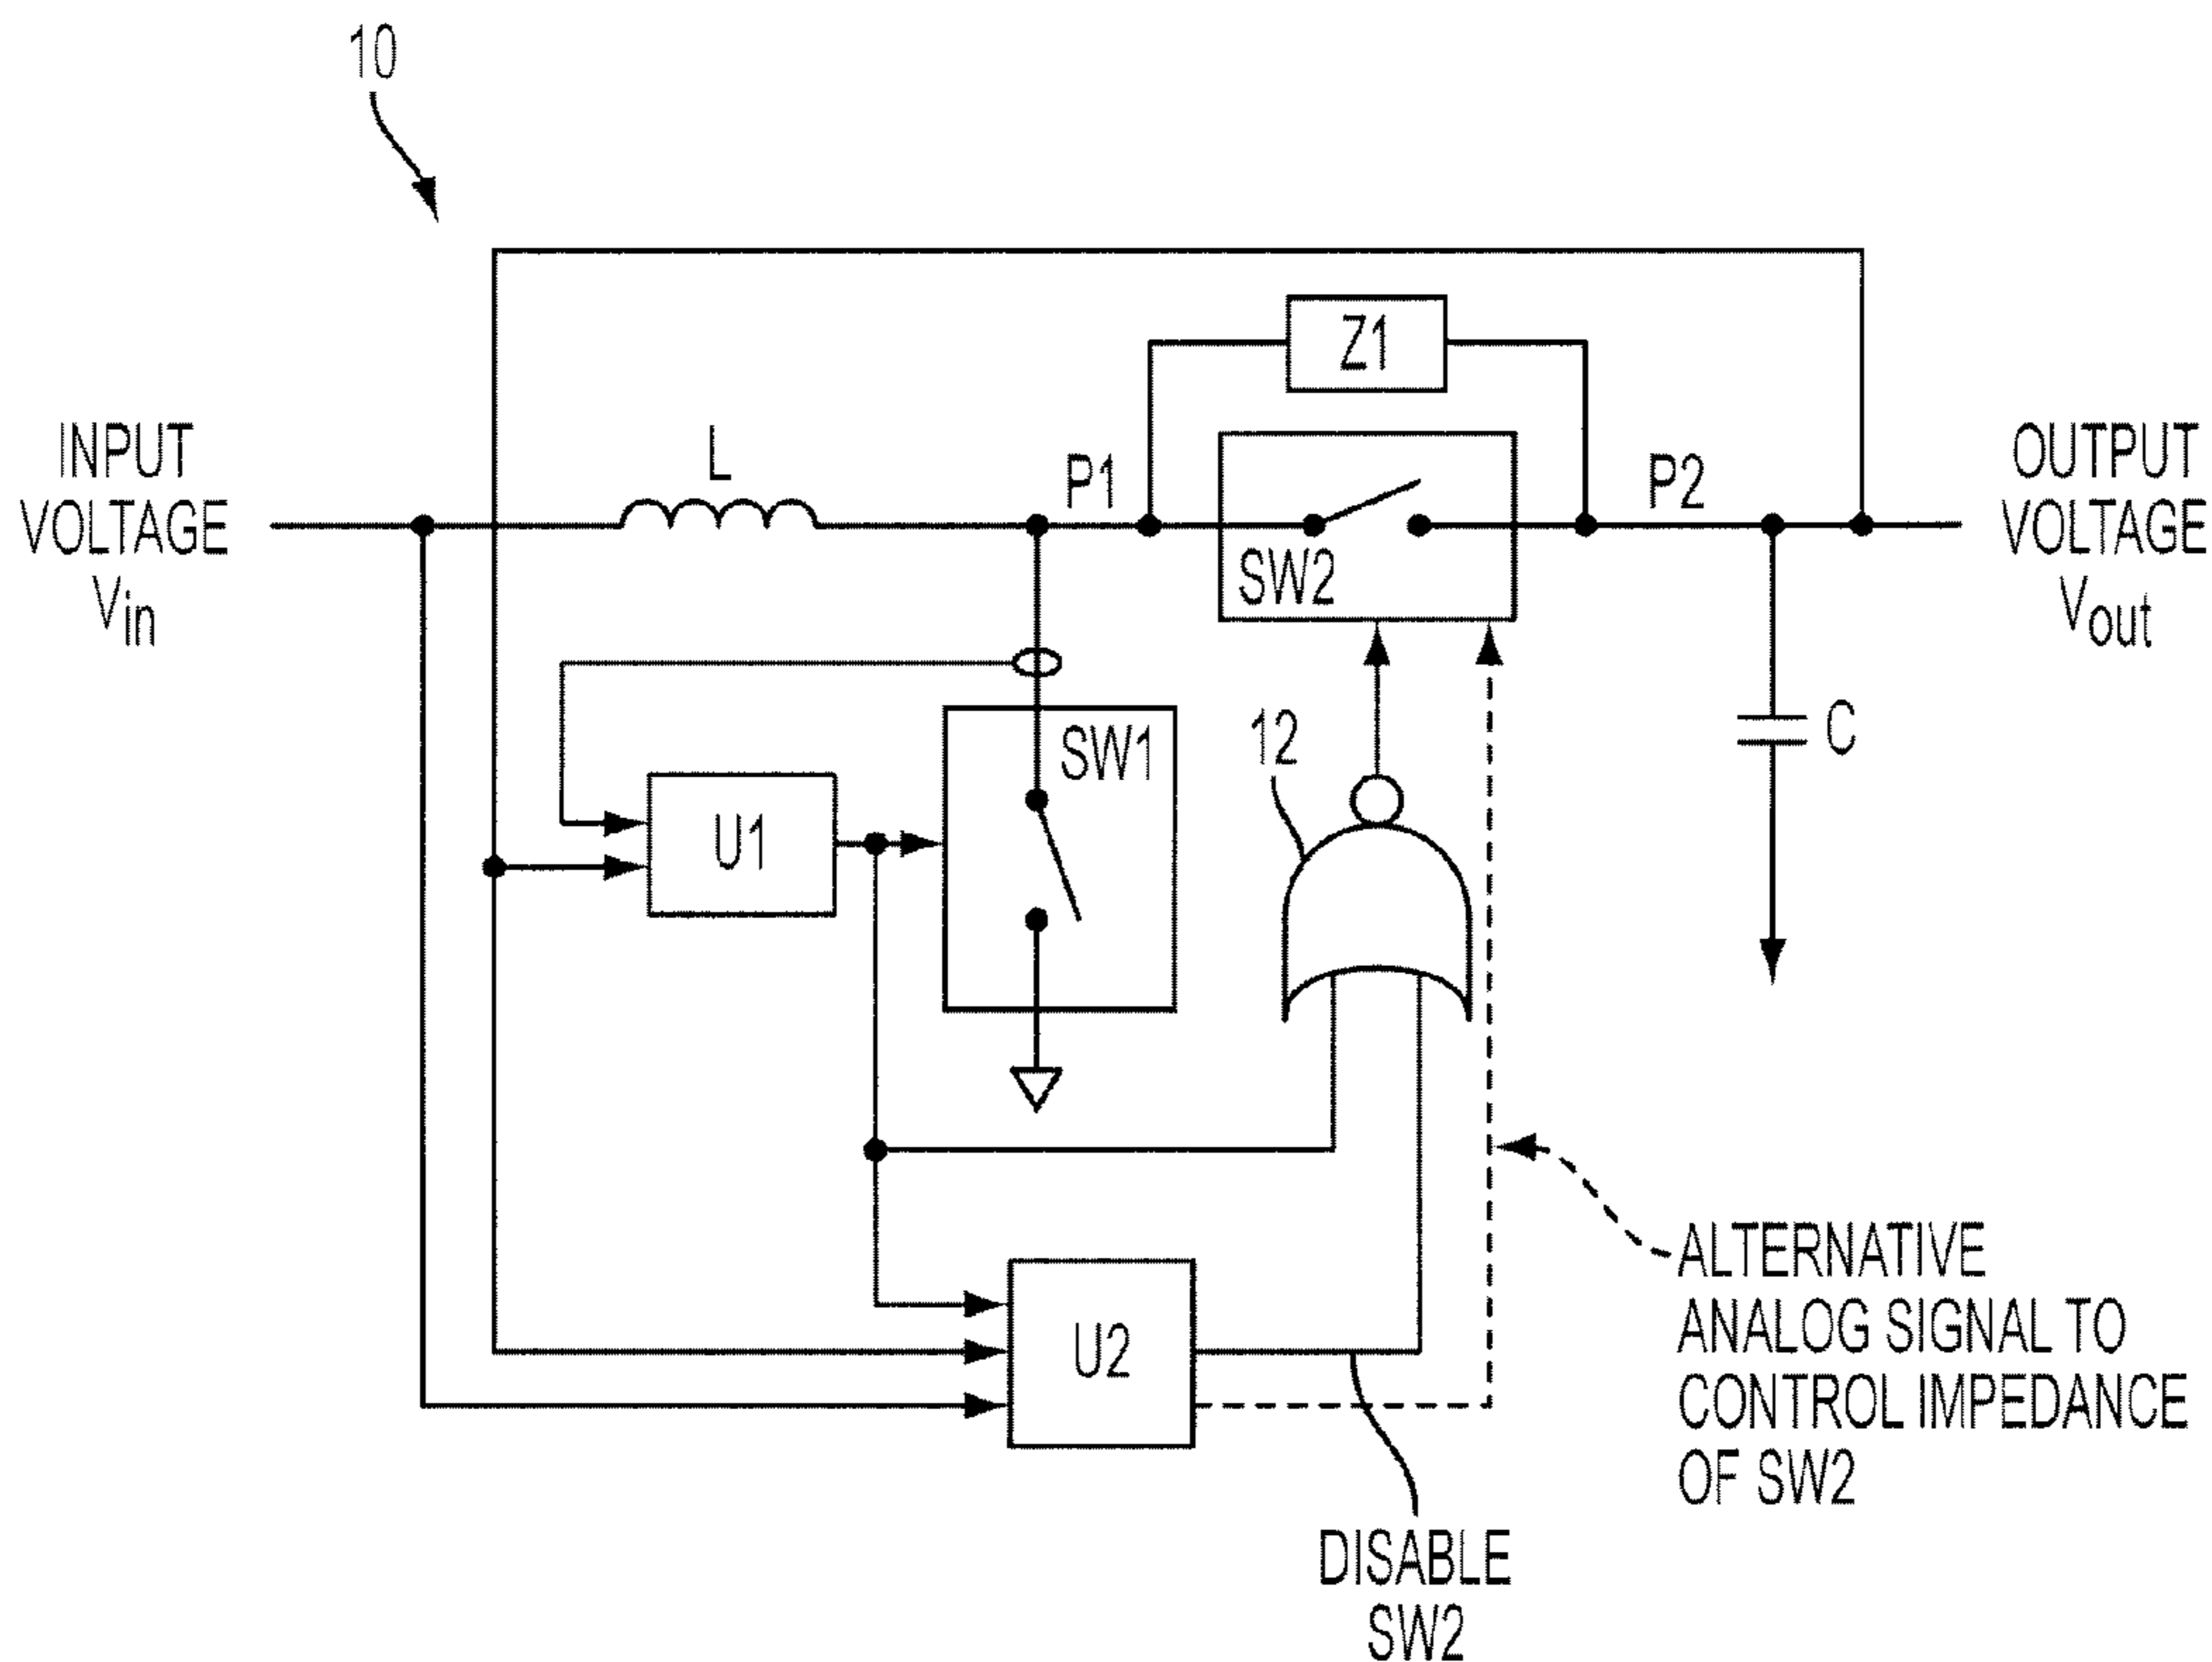 10
Z1
INPUT
VOLTAGE
Vin
L
P1
P2
OUTPUT
VOLTAGE
Vout
SW2
SW1
12
C
U1
U2
ALTERNATIVE
ANALOG SIGNAL TO
CONTROL IMPEDANCE
OF SW2
DISABLE
SW2